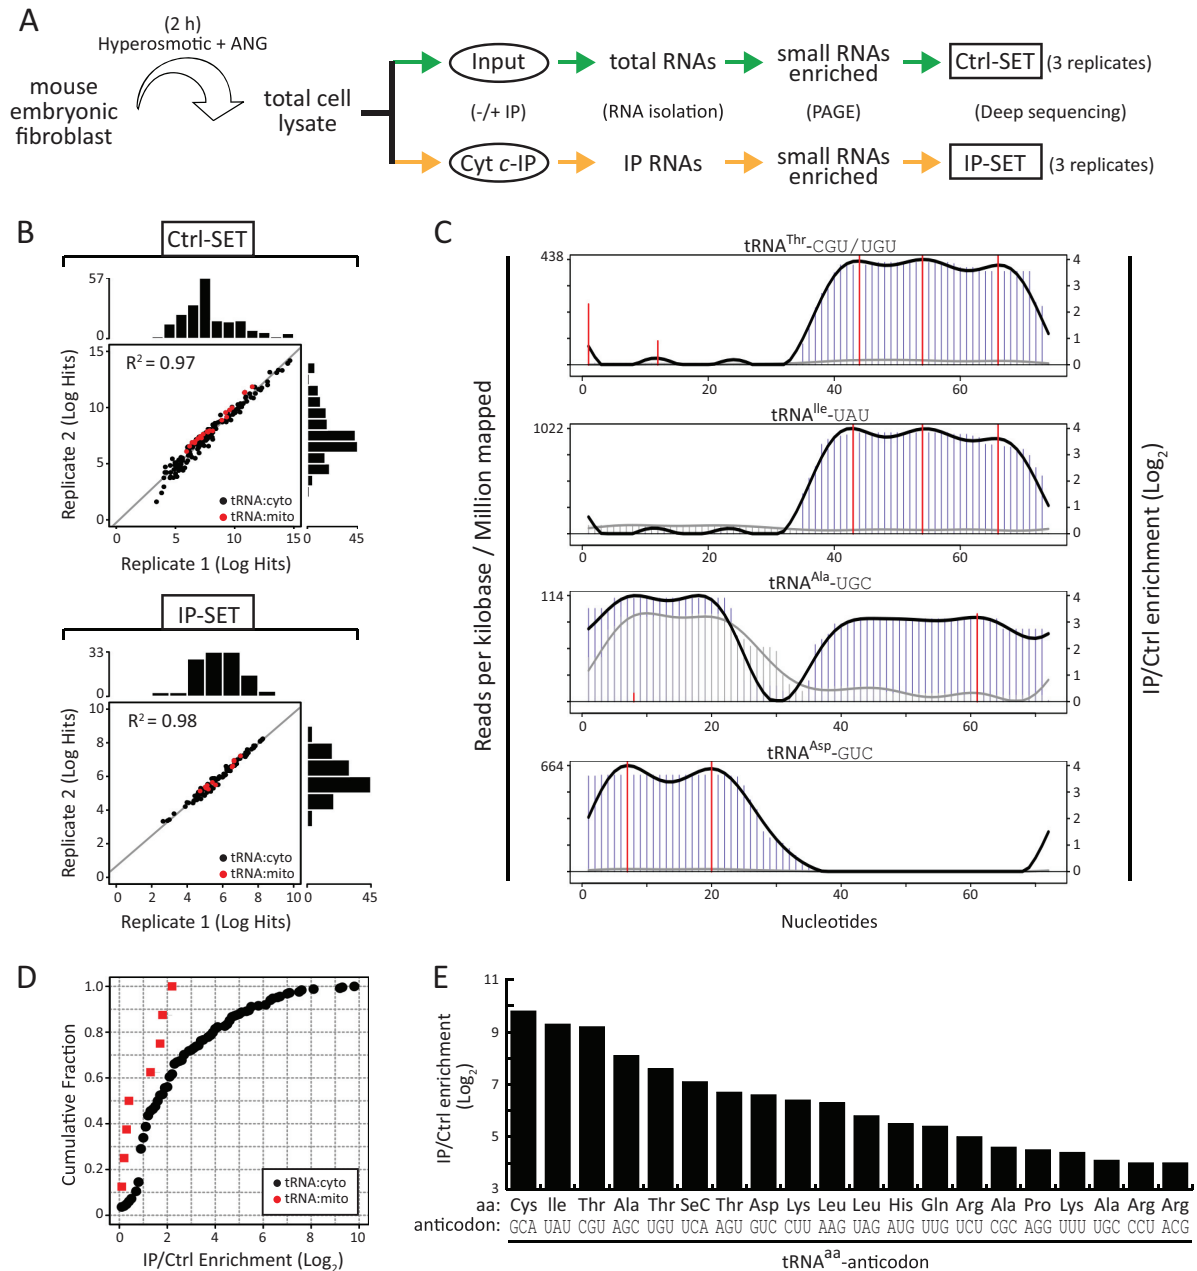 A
(2 h)
Hyperosmotic + ANG
mouse
embryonic
fibroblast
total cell
lysate
Input
total RNAs
small RNAs
enriched
Ctrl-SET
(3 replicates)
(-/+ IP)
(RNA isolation)
(PAGE)
(Deep sequencing)
Cyt c-IP
IP RNAs
small RNAs
enriched
IP-SET
(3 replicates)
B
Ctrl-SET
57
0
15
10
5
0
R² = 0.97
tRNA:cyto
tRNA:mito
Replicate 2 (Log Hits)
0 5 10 15
45
Replicate 1 (Log Hits)
IP-SET
33
0
10
8
6
4
2
0
R² = 0.98
tRNA:cyto
tRNA:mito
Replicate 2 (Log Hits)
0 2 4 6 8 10
0 45
Replicate 1 (Log Hits)
C
Reads per kilobase / Million mapped
IP/Ctrl enrichment (Log₂)
tRNAᵀʰʳ-CGU/UGU
438
4
3
2
1
0
0 20 40 60
tRNAᴵˡᵉ-UAU
1022
4
3
2
1
0
0 20 40 60
tRNAᴬˡᵃ-UGC
114
4
3
2
1
0
0 20 40 60
tRNAᴬˢᵖ-GUC
664
4
3
2
1
0
0 20 40 60
Nucleotides
D
1.0
0.8
0.6
0.4
0.2
0
Cumulative Fraction
tRNA:cyto
tRNA:mito
0 2 4 6 8 10
IP/Ctrl Enrichment (Log₂)
E
11
9
7
5
3
IP/Ctrl enrichment
(Log₂)
aa: Cys Ile Thr Ala Thr SeC Thr Asp Lys Leu Leu His Gln Arg Ala Pro Lys Ala Arg Arg
anticodon: GCA UAU CGU AGC UGU UCA AGU GUC CUU AAG UAG AUG UUG UCU CGC AGG UUU UGC CCU ACG
tRNAᵃᵃ-anticodon